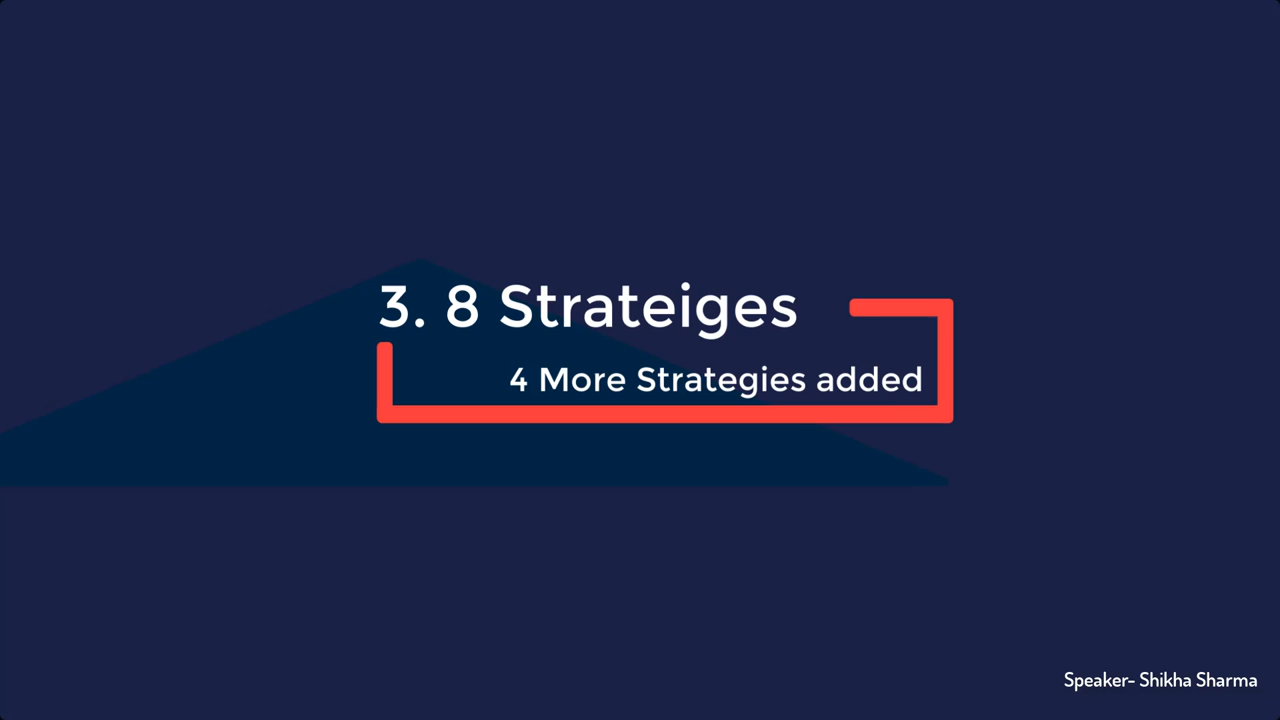 3. 8 Strateiges
4 More Strategies added
Speaker- Shikha Sharma